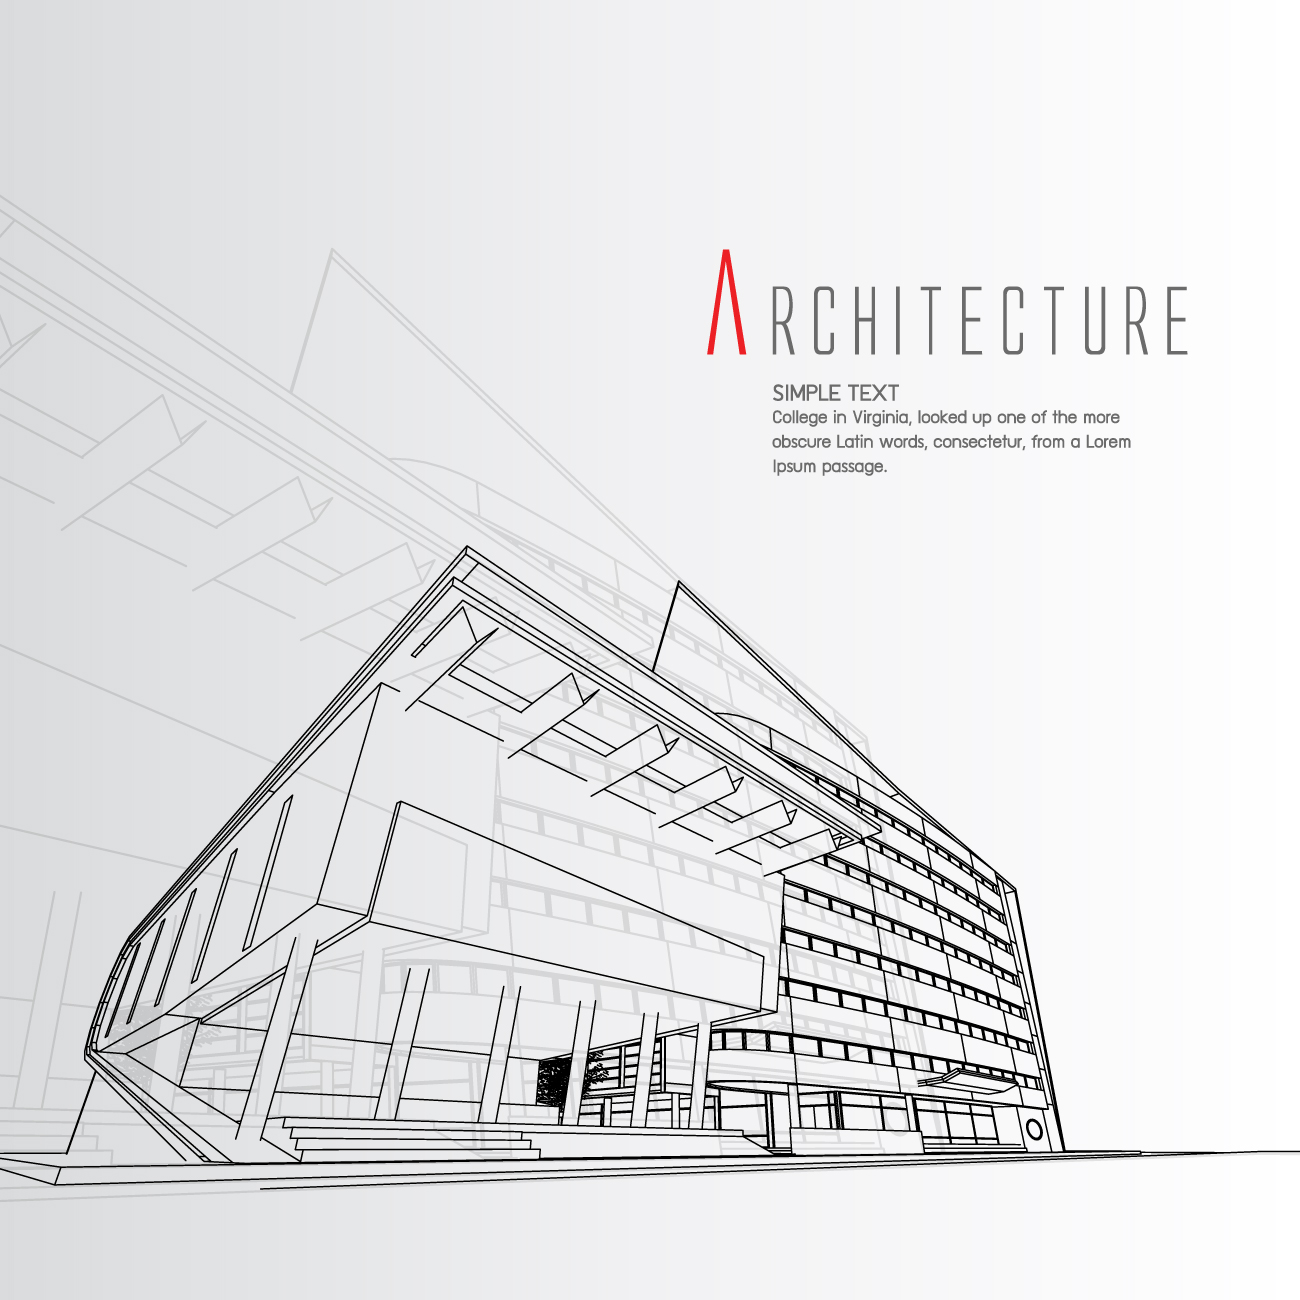 ARCHITECTURE
SIMPLE TEXT
College in Virginia, looked up one of the more
obscure Latin words, consectetur, from a Lorem
Ipsum passage.